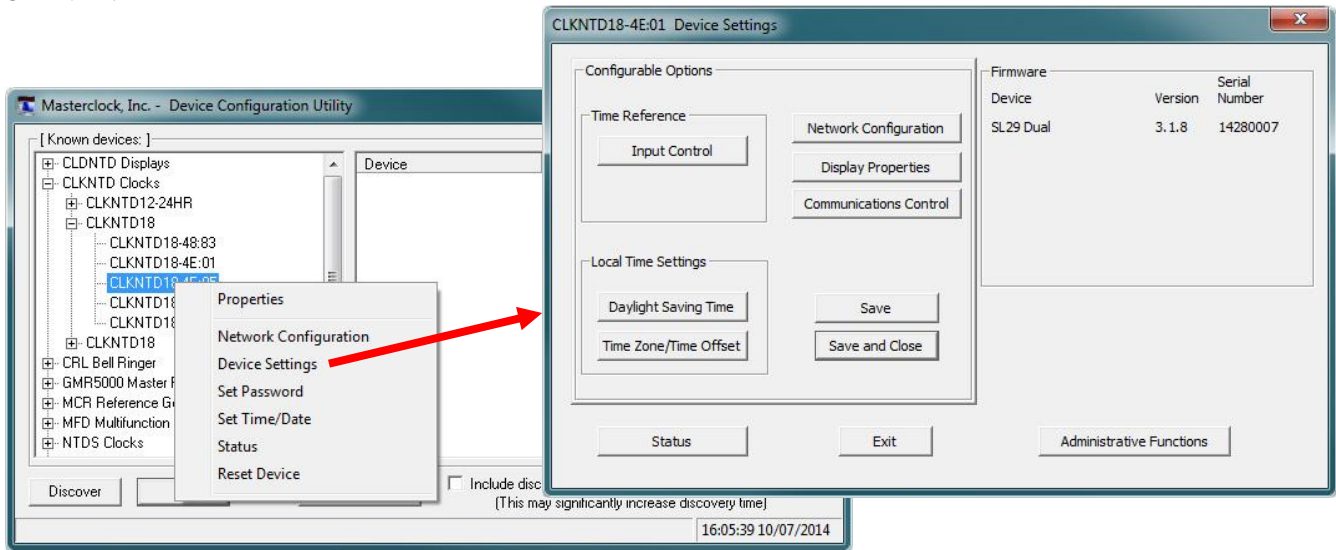 CLKNTD18-4E:01 Device Settings
Configurable Options
Time Reference
Input Control
Network Configuration
Display Properties
Communications Control
Local Time Settings
Daylight Saving Time
Time Zone/Time Offset
Save
Save and Close
Firmware
Device Version Serial Number
SL29 Dual 3.1.8 14280007
Status
Exit
Administrative Functions
Masterclock, Inc. - Device Configuration Utility
[ Known devices: ]
CLDNTD Displays
CLKNTD Clocks
CLKNTD12-24HR
CLKNTD18
CLKNTD18-48:83
CLKNTD18-4E:01
CLKNTD18
CLKNTD18
CLKNTD18
CRL Bell Ringer
GMR5000 Master
MCR Reference
MFD Multifunction
NTDS Clocks
Device
Properties
Network Configuration
Device Settings
Set Password
Set Time/Date
Status
Reset Device
Discover
Include disc
(This may significantly increase discovery time)
16:05:39 10/07/2014